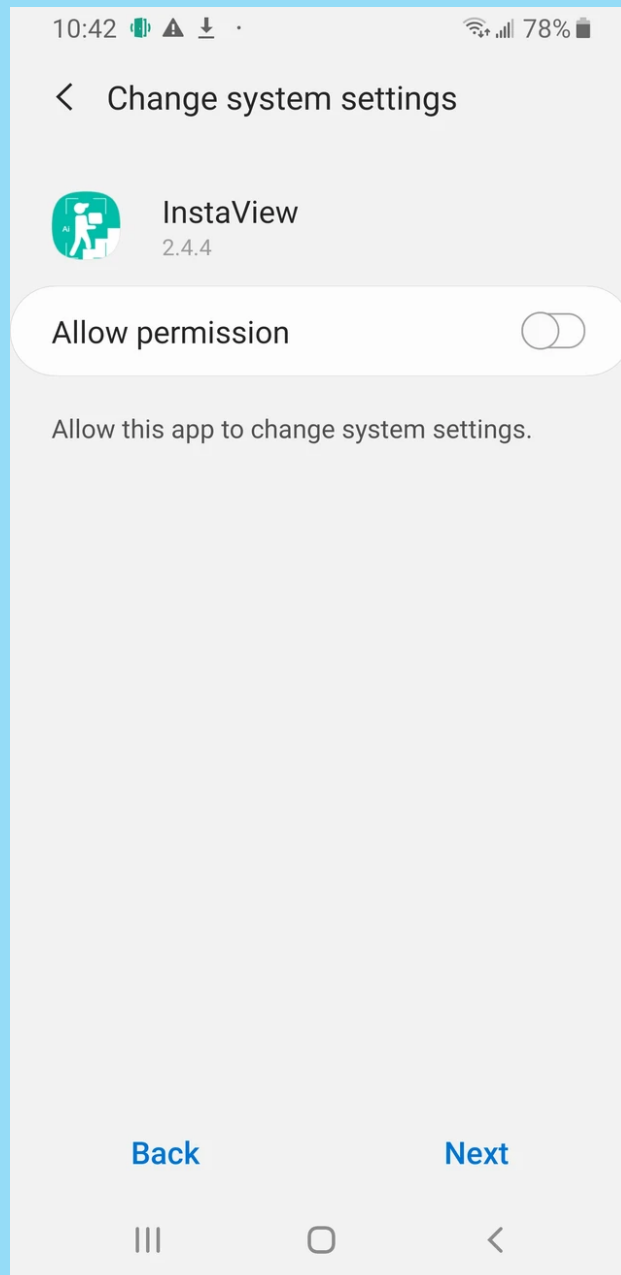 10:42 78%
Change system settings
Ai
InstaView
2.4.4
Allow permission
Allow this app to change system settings.
Back Next